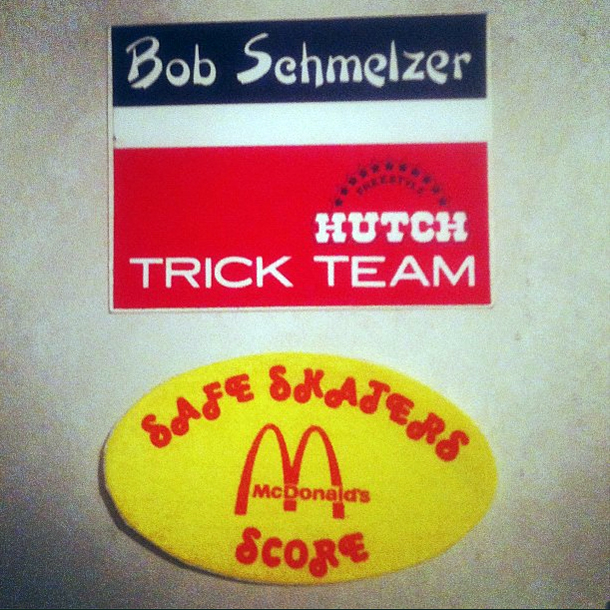 Bob Schmelzer
FREESTYLE
HUTCH
TRICK TEAM
SAFE SKATERS
McDonald's
SCORE